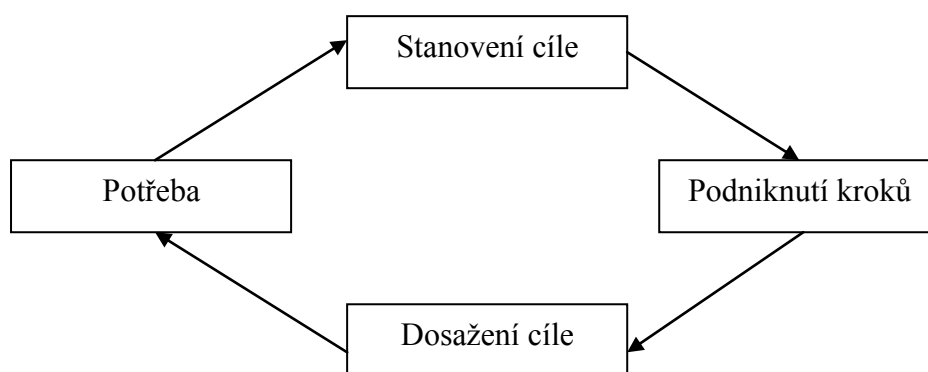 Stanovení cíle
Potřeba
Podniknutí kroků
Dosažení cíle